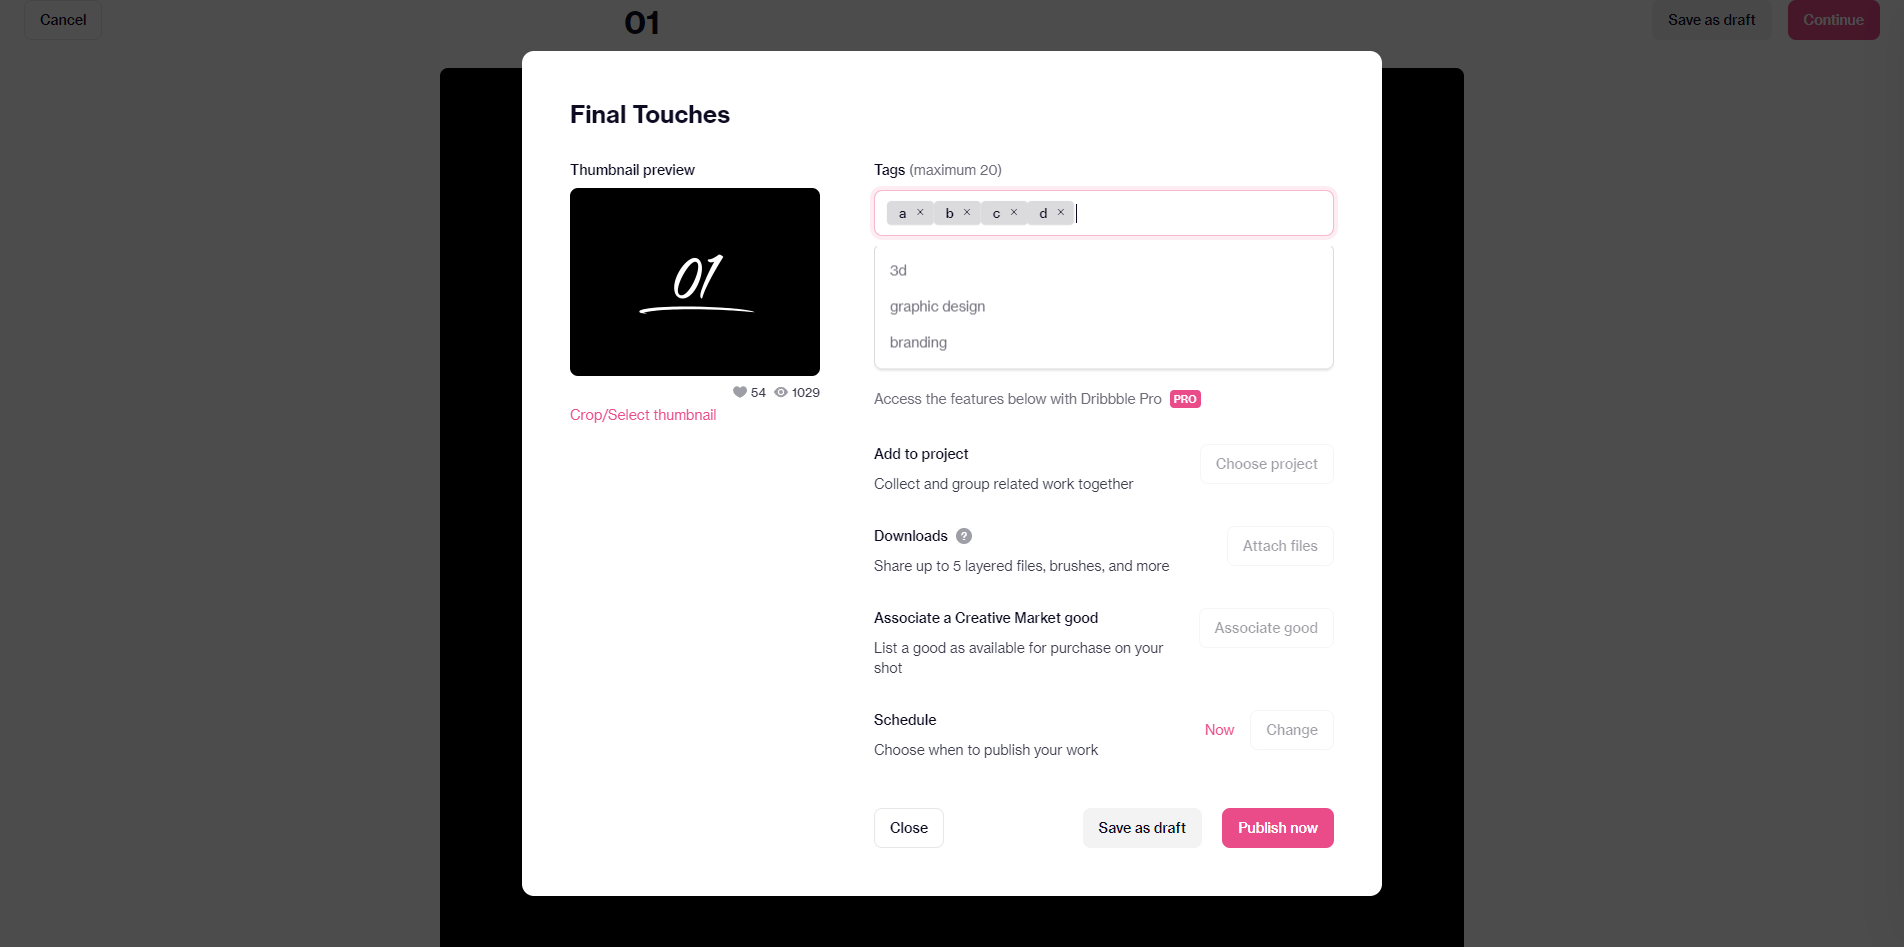 Cancel
01
Save as draft
Continue
Final Touches
Thumbnail preview
01
54 1029
Crop/Select thumbnail
Tags (maximum 20)
a × b × c × d ×
3d
graphic design
branding
Access the features below with Dribbble Pro PRO
Add to project
Collect and group related work together
Choose project
Downloads ?
Share up to 5 layered files, brushes, and more
Attach files
Associate a Creative Market good
List a good as available for purchase on your
shot
Associate good
Schedule
Choose when to publish your work
Now
Change
Close
Save as draft
Publish now